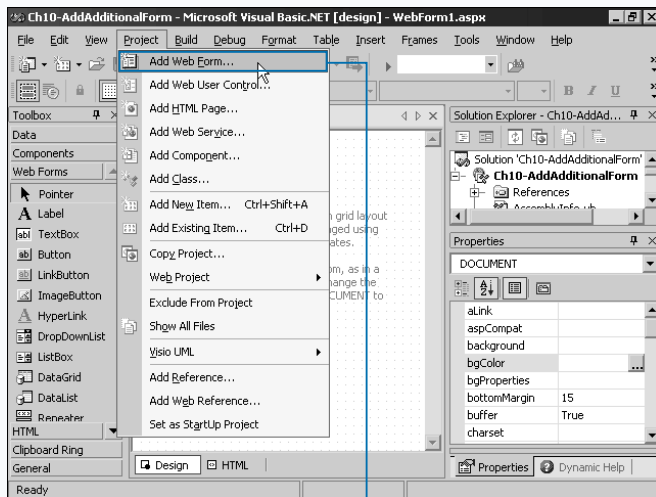 Ch10-AddAdditionalForm - Microsoft Visual Basic.NET [design] - WebForm1.aspx
File Edit View Project Build Debug Format Table Insert Frames Tools Window Help
Add Web Form...
Add Web User Control...
Add HTML Page...
Add Web Service...
Add Component...
Add Class...
Add New Item... Ctrl+Shift+A
Add Existing Item... Ctrl+D
Copy Project...
Web Project
Exclude From Project
Show All Files
Visio UML
Add Reference...
Add Web Reference...
Set as StartUp Project
B I U
Toolbox
Data
Components
Web Forms
Pointer
Label
TextBox
Button
LinkButton
ImageButton
HyperLink
DropDownList
ListBox
DataGrid
DataList
Repeater
HTML
Clipboard Ring
General
grid layout
using
as in a
the
to
Design HTML
Solution Explorer - Ch10-AddAd...
Solution 'Ch10-AddAdditionalForm'
Ch10-AddAdditionalForm
References
AssemblyInfo.vb
Properties
DOCUMENT
aLink
aspCompat
background
bgColor ...
bgProperties
bottomMargin 15
buffer True
charset
Properties Dynamic Help
Ready